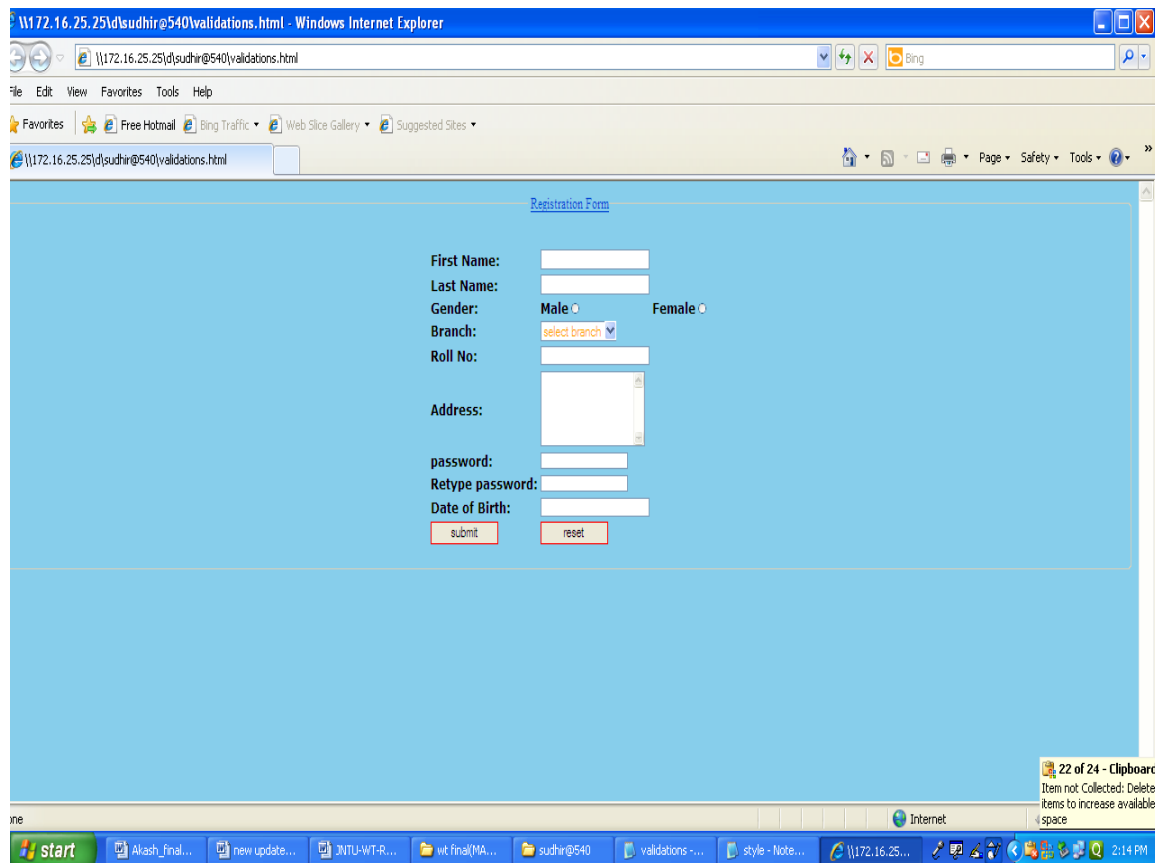 \\172.16.25.25\d\sudhir@540\validations.html - Windows Internet Explorer
\\172.16.25.25\d\sudhir@540\validations.html
Bing
File Edit View Favorites Tools Help
Favorites Free Hotmail Bing Traffic Web Slice Gallery Suggested Sites
\\172.16.25.25\d\sudhir@540\validations.html
Page Safety Tools »
Registration Form
First Name:
Last Name:
Gender: Male Female
Branch: select branch
Roll No:
Address:
password:
Retype password:
Date of Birth:
submit reset
22 of 24 - Clipboard
Item not Collected: Delete
items to increase available
space
one Internet
start Akash_final... new update... JNTU-WT-R... wt final(MA... sudhir@540 validations -... style - Note... \\172.16.25... 2:14 PM